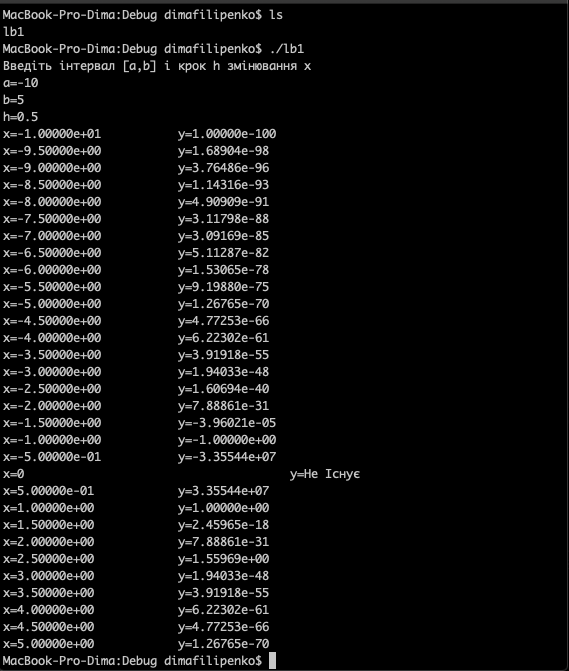 MacBook-Pro-Dima:Debug dimafilipenko$ ls
lb1
MacBook-Pro-Dima:Debug dimafilipenko$ ./lb1
Введіть інтервал [a,b] і крок h змінювання x
a=-10
b=5
h=0.5
x=-1.00000e+01 y=1.00000e-100
x=-9.50000e+00 y=1.68904e-98
x=-9.00000e+00 y=3.76486e-96
x=-8.50000e+00 y=1.14316e-93
x=-8.00000e+00 y=4.90909e-91
x=-7.50000e+00 y=3.11798e-88
x=-7.00000e+00 y=3.09169e-85
x=-6.50000e+00 y=5.11287e-82
x=-6.00000e+00 y=1.53065e-78
x=-5.50000e+00 y=9.19880e-75
x=-5.00000e+00 y=1.26765e-70
x=-4.50000e+00 y=4.77253e-66
x=-4.00000e+00 y=6.22302e-61
x=-3.50000e+00 y=3.91918e-55
x=-3.00000e+00 y=1.94033e-48
x=-2.50000e+00 y=1.60694e-40
x=-2.00000e+00 y=7.88861e-31
x=-1.50000e+00 y=-3.96021e-05
x=-1.00000e+00 y=-1.00000e+00
x=-5.00000e-01 y=-3.35544e+07
x=0 y=Не Існує
x=5.00000e-01 y=3.35544e+07
x=1.00000e+00 y=1.00000e+00
x=1.50000e+00 y=2.45965e-18
x=2.00000e+00 y=7.88861e-31
x=2.50000e+00 y=1.55969e+00
x=3.00000e+00 y=1.94033e-48
x=3.50000e+00 y=3.91918e-55
x=4.00000e+00 y=6.22302e-61
x=4.50000e+00 y=4.77253e-66
x=5.00000e+00 y=1.26765e-70
MacBook-Pro-Dima:Debug dimafilipenko$